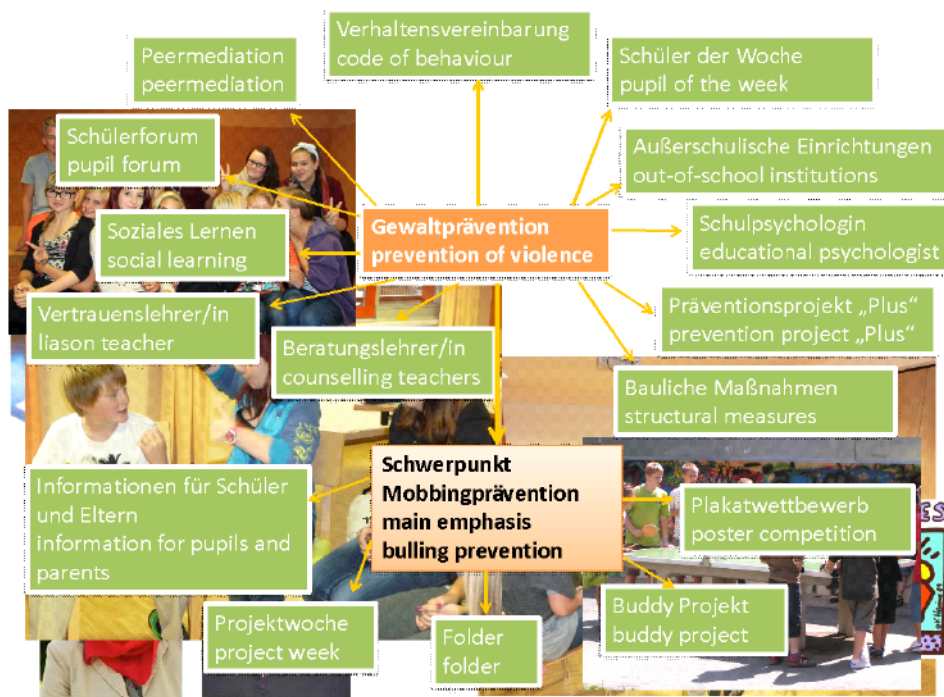 Verhaltensvereinbarung
code of behaviour
Peermediation
peermediation
Schüler der Woche
pupil of the week
Schülerforum
pupil forum
Außerschulische Einrichtungen
out-of-school institutions
Gewaltprävention
prevention of violence
Soziales Lernen
social learning
Schulpsychologin
educational psychologist
Vertrauenslehrer/in
liason teacher
Präventionsprojekt „Plus“
prevention project „Plus“
Beratungslehrer/in
counselling teachers
Bauliche Maßnahmen
structural measures
Schwerpunkt
Mobbingprävention
main emphasis
bulling prevention
Informationen für Schüler
und Eltern
information for pupils and
parents
Plakatwettbewerb
poster competition
Projektwoche
project week
Folder
folder
Buddy Projekt
buddy project